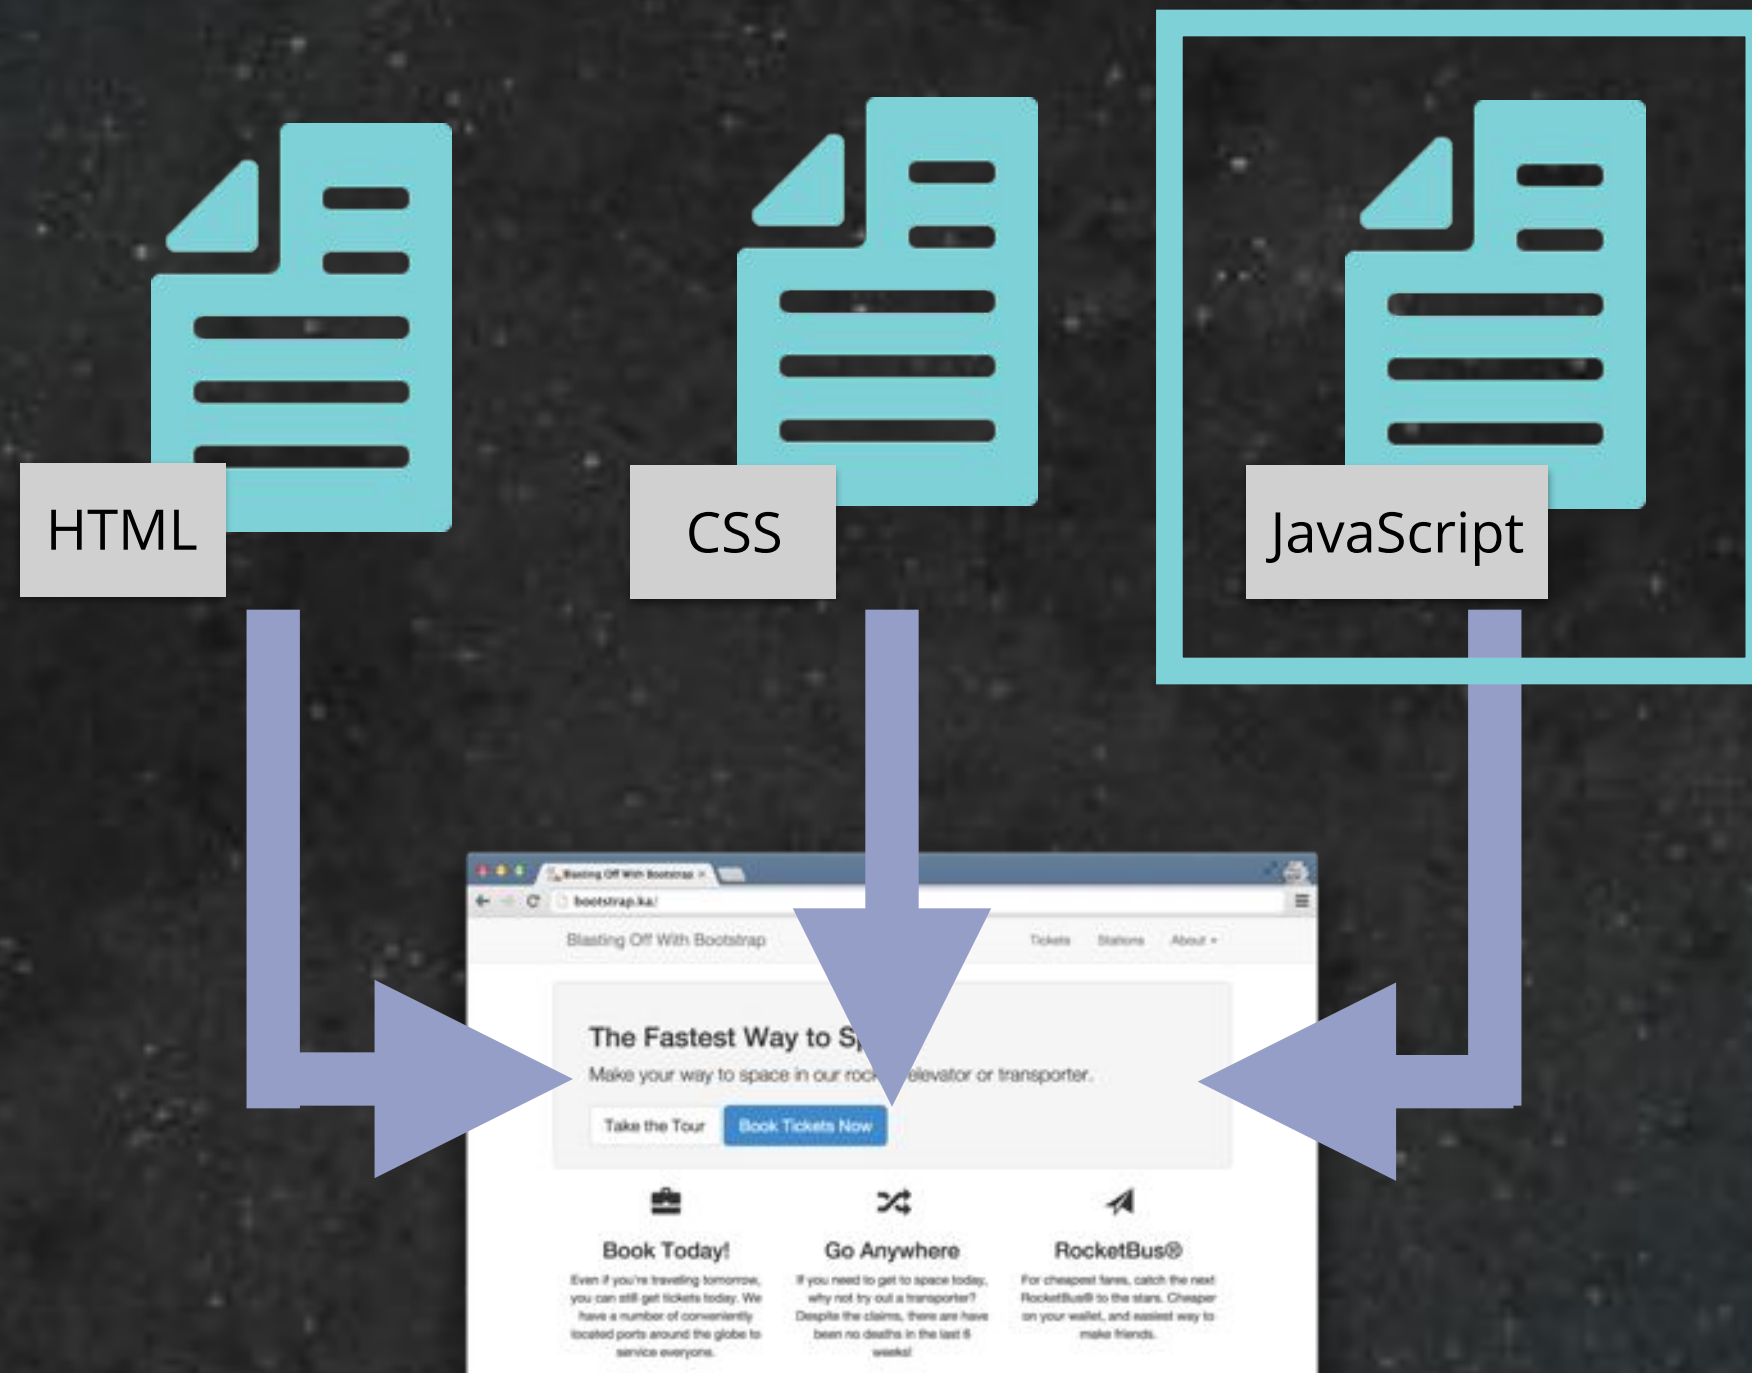 HTML
CSS
JavaScript
Blasting Off With Bootstrap ×
bootstrap.ka/
Blasting Off With Bootstrap
Tickets Stations About
The Fastest Way to
Make your way to space in our elevator or transporter.
Take the Tour Book Tickets Now
Book Today!
Even if you're traveling tomorrow,
you can still get tickets today. We
have a number of conveniently
located ports around the globe to
service everyone.
Go Anywhere
If you need to get to space today,
why not try out a transporter?
Despite the claims, there are have
been no deaths in the last 6
weeks!
RocketBus®
For cheapest fares, catch the next
RocketBus® to the stars. Cheaper
on your wallet, and easiest way to
make friends.